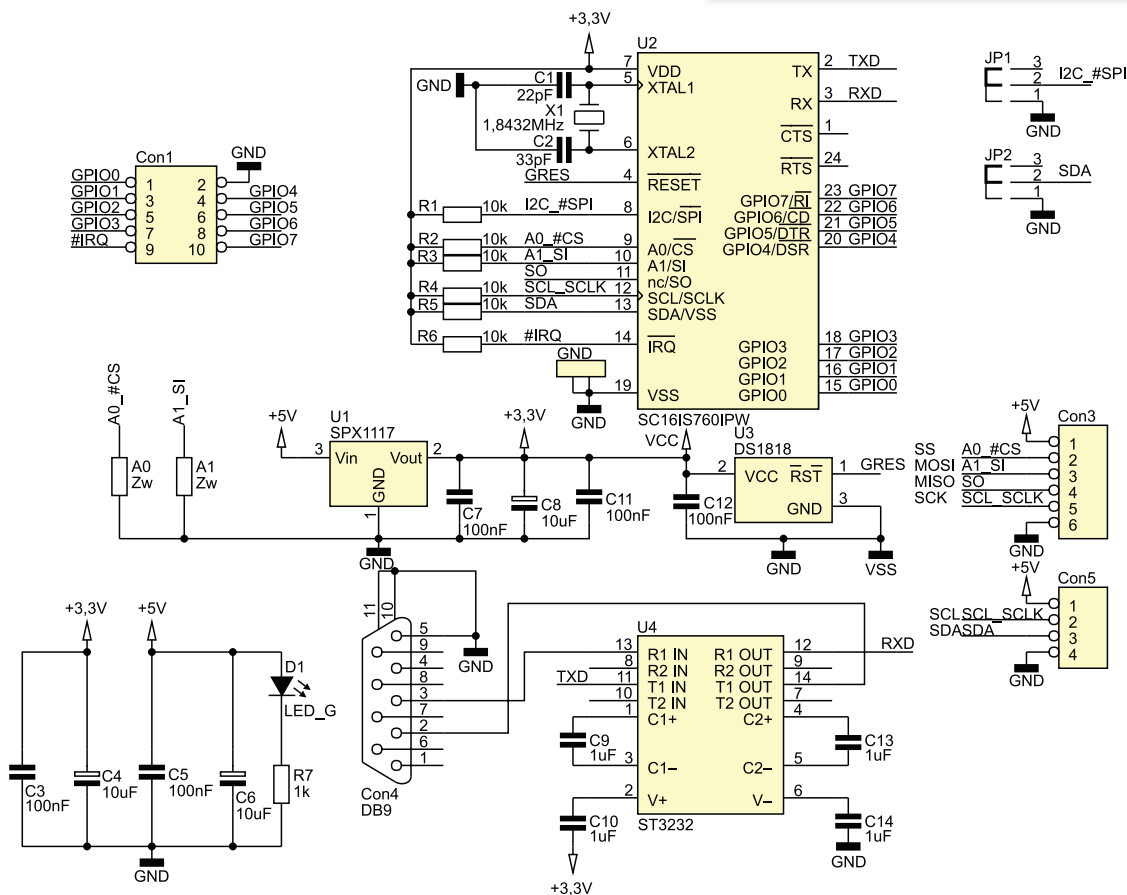 +3,3V
U2
7 VDD
5 XTAL1
6 XTAL2
4 RESET
8 I2C/SPI
9 A0/CS
10 A1/SI
11 nc/SO
12 SCL/SCLK
13 SDA/VSS
14 IRQ
19 VSS
TX 2 TXD
RX 3 RXD
CTS 1
RTS 24
GPIO7/RI 23 GPIO7
GPIO6/CD 22 GPIO6
GPIO5/DTR 21 GPIO5
GPIO4/DSR 20 GPIO4
GPIO3 18 GPIO3
GPIO2 17 GPIO2
GPIO1 16 GPIO1
GPIO0 15 GPIO0
SC16IS760IPW
GND
C1
22pF
X1
1,8432MHz
C2
33pF
GRES
R1 10k I2C_#SPI
R2 10k A0_#CS
R3 10k A1_SI
SO
R4 10k SCL_SCLK
R5 10k SDA
R6 10k #IRQ
GND
GND
JP1
3
2 I2C_#SPI
1
GND
JP2
3
2 SDA
1
GND
Con1
GND
GPIO0 1 2
GPIO1 3 4 GPIO4
GPIO2 5 6 GPIO5
GPIO3 7 8 GPIO6
#IRQ 9 10 GPIO7
A0_#CS
A1_SI
A0
Zw
A1
Zw
+5V
U1
SPX1117
3 Vin
Vout 2
GND
1
GND
+3,3V
C7
100nF
C8
10uF
C11
100nF
VCC
C12
100nF
U3
DS1818
2 VCC
RST 1 GRES
GND 3
GND
VSS
+5V
Con3
1
SS A0_#CS 2
MOSI A1_SI 3
MISO SO 4
SCK SCL_SCLK 5
6
GND
+5V
Con5
1
SCL SCL_SCLK 2
SDA SDA 3
4
GND
+3,3V
+5V
C3
100nF
C4
10uF
C5
100nF
C6
10uF
D1
LED_G
R7
1k
GND
11
10
5
9
4
8
3
7
2
6
1
Con4
DB9
GND
U4
13 R1 IN
8 R2 IN
TXD 11 T1 IN
10 T2 IN
1 C1+
3 C1–
2 V+
R1 OUT 12 RXD
R2 OUT 9
T1 OUT 14
T2 OUT 7
C2+ 4
C2– 5
V– 6
ST3232
C9
1uF
C10
1uF
+3,3V
C13
1uF
C14
1uF
GND